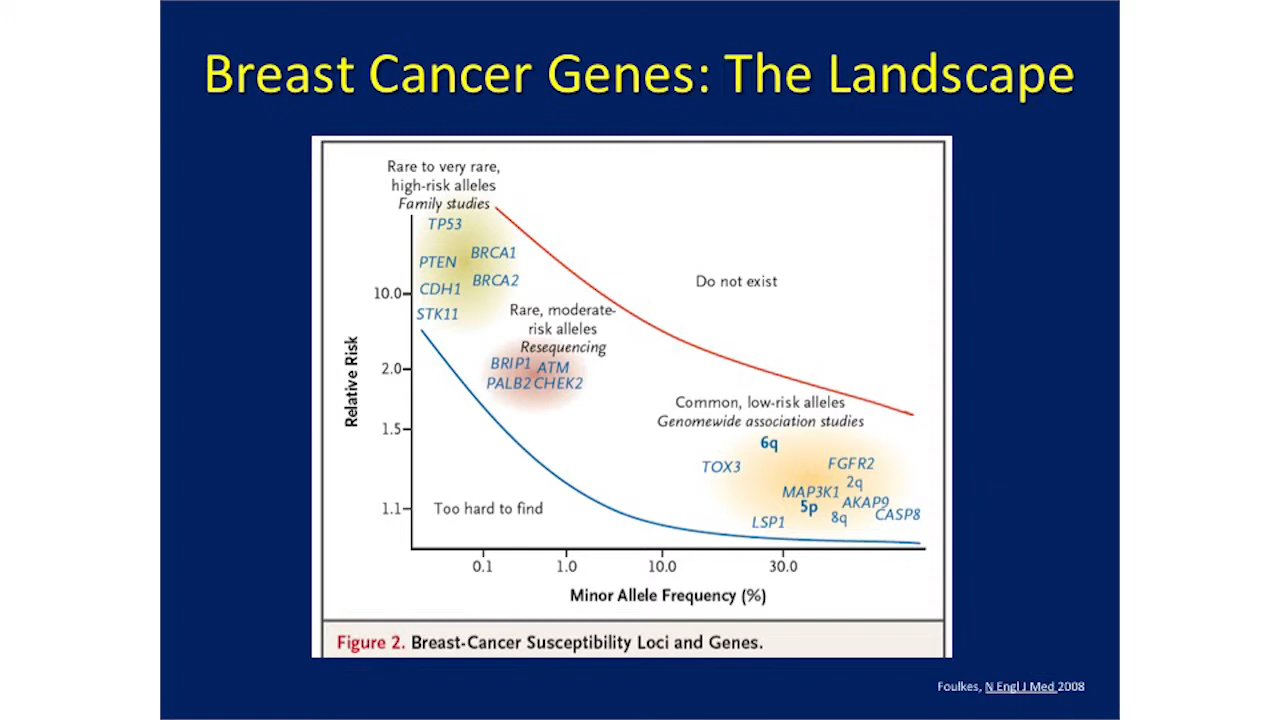 Breast Cancer Genes: The Landscape
Rare to very rare,
high-risk alleles
Family studies
TP53
BRCA1
PTEN
BRCA2
CDH1
STK11
Do not exist
Rare, moderate-
risk alleles
Resequencing
BRIP1 ATM
PALB2 CHEK2
Common, low-risk alleles
Genomewide association studies
6q
TOX3
FGFR2
2q
MAP3K1
AKAP9
5p
CASP8
8q
LSP1
Too hard to find
Relative Risk
10.0
2.0
1.5
1.1
0.1 1.0 10.0 30.0
Minor Allele Frequency (%)
Figure 2. Breast-Cancer Susceptibility Loci and Genes.
Foulkes, N Engl J Med 2008